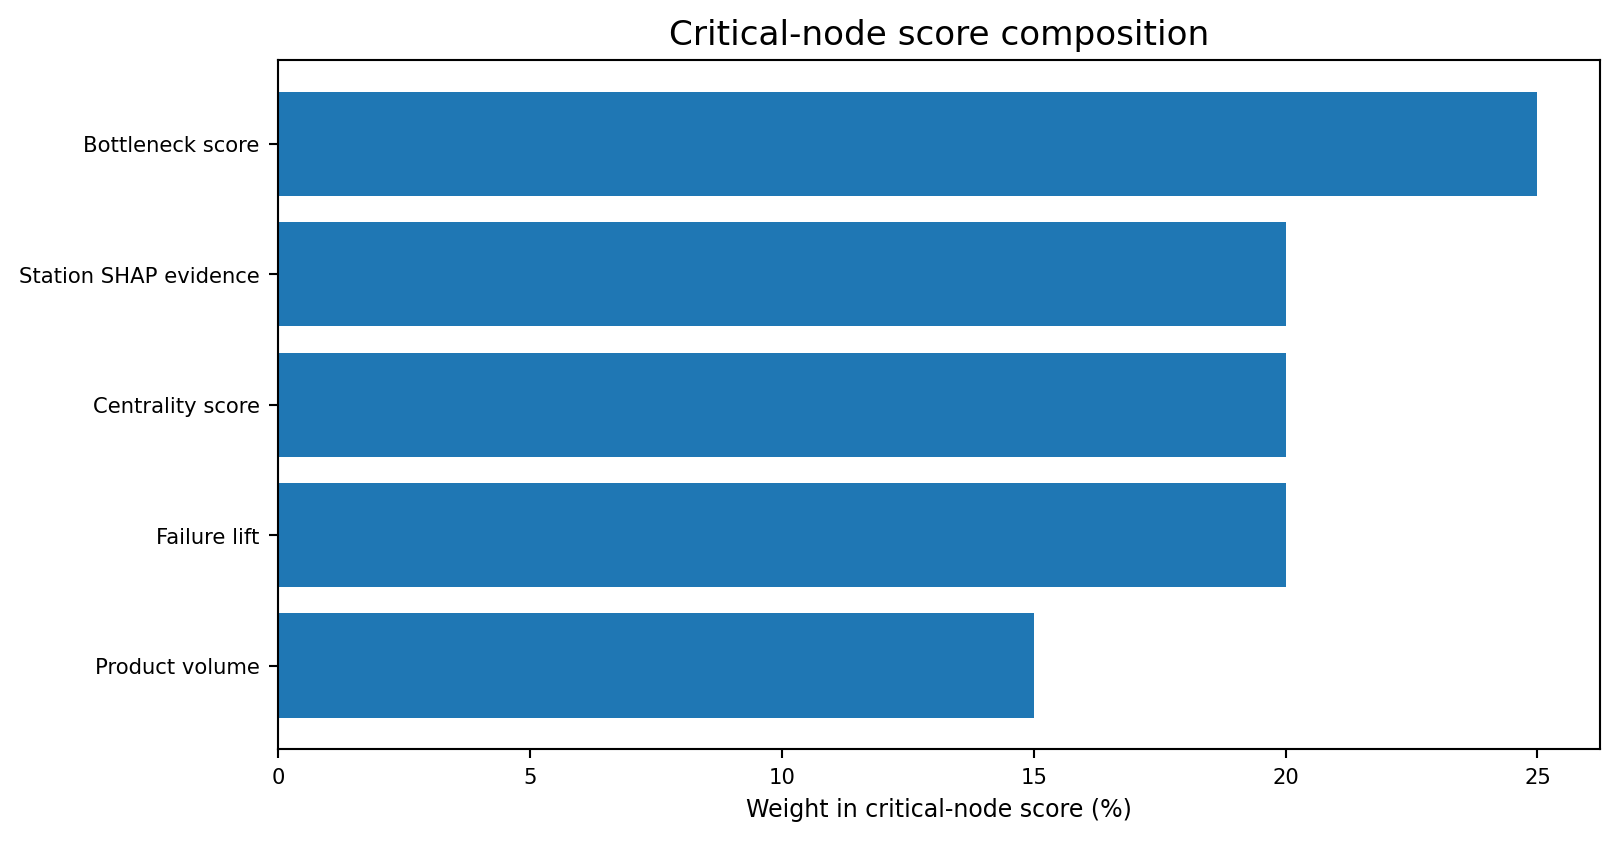 Critical-node score composition
Bottleneck score
Station SHAP evidence
Centrality score
Failure lift
Product volume
0 5 10 15 20 25
Weight in critical-node score (%)